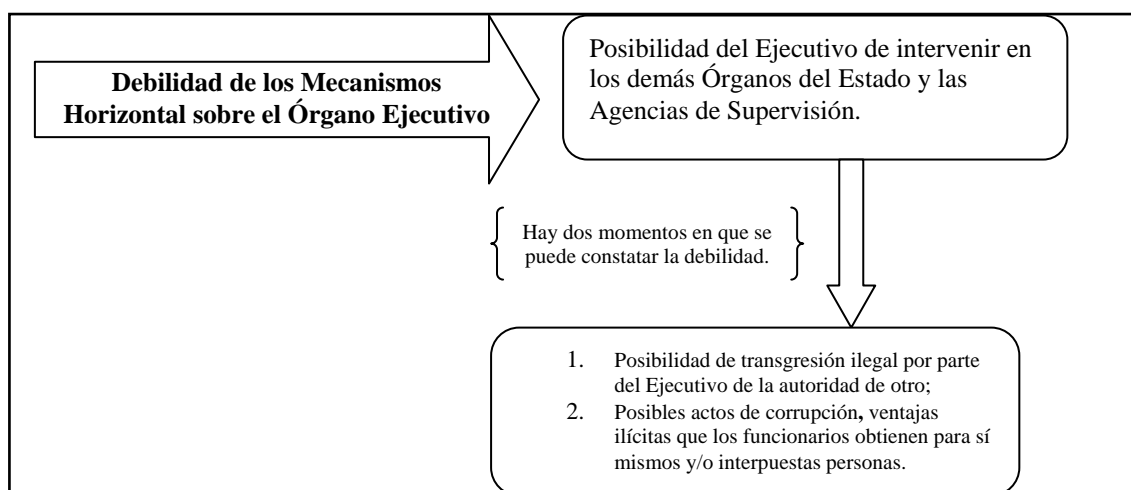 Debilidad de los Mecanismos
Horizontal sobre el Órgano Ejecutivo
Posibilidad del Ejecutivo de intervenir en
los demás Órganos del Estado y las
Agencias de Supervisión.
Hay dos momentos en que se
puede constatar la debilidad.
1. Posibilidad de transgresión ilegal por parte
del Ejecutivo de la autoridad de otro;
2. Posibles actos de corrupción, ventajas
ilícitas que los funcionarios obtienen para sí
mismos y/o interpuestas personas.